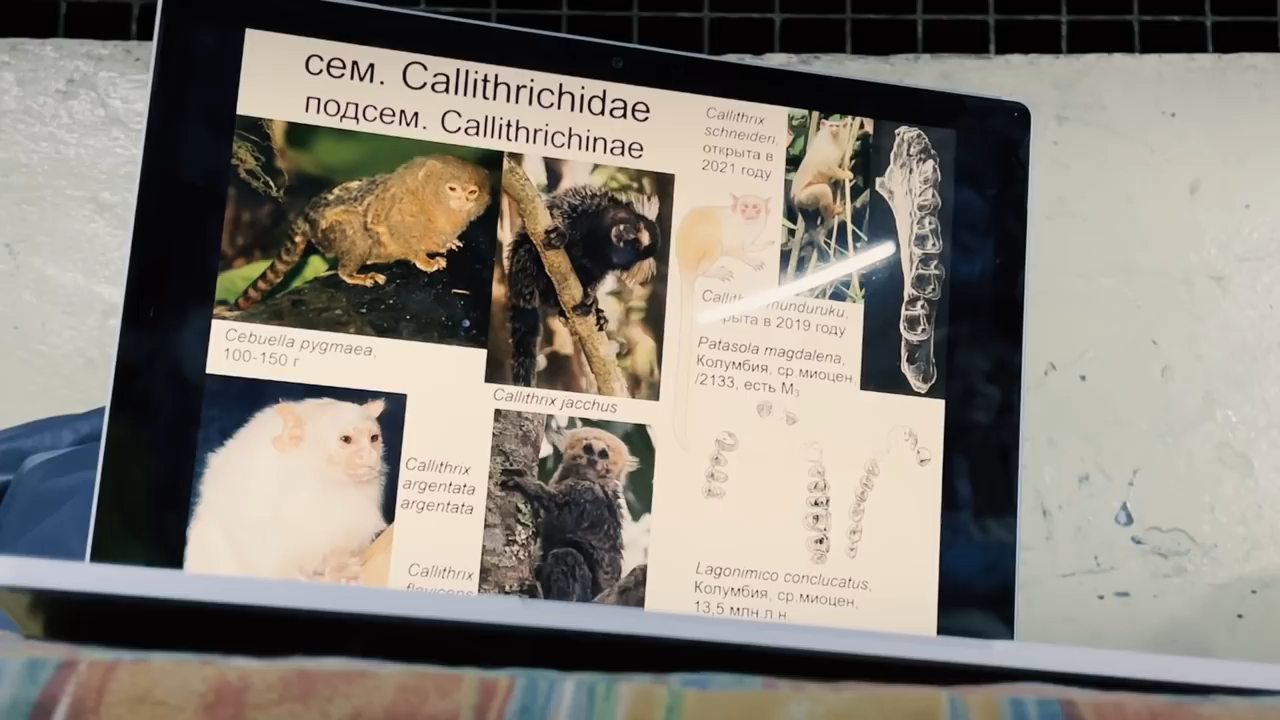 сем. Callithrichidae
подсем. Callithrichinae
Callithrix
schneideri,
открыта в
2021 году
munduruku,
в 2019 году
Patasola magdalena,
Колумбия, ср.миоцен,
/2133, есть M₃
Cebuella pygmaea,
100-150 г
Callithrix jacchus
Callithrix
argentata
argentata
Callithrix
Lagonimico conclucatus,
Колумбия, ср.миоцен,
13,5 млн.л.н.